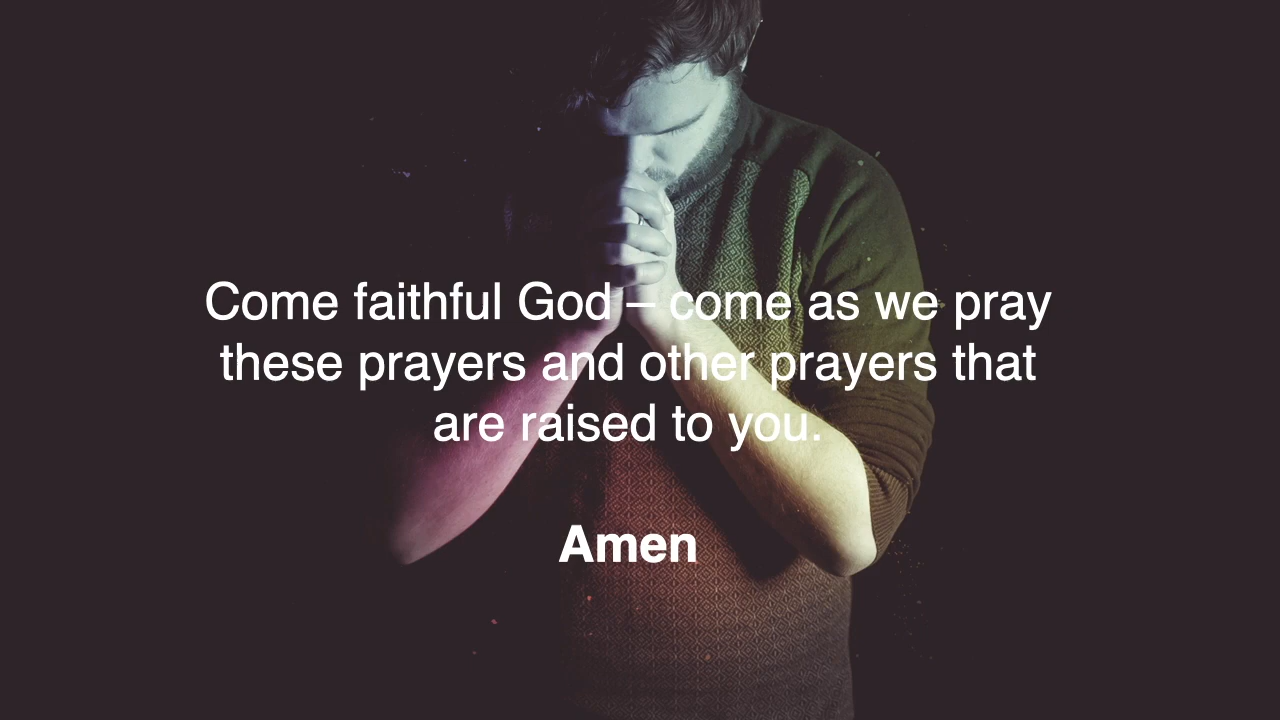 Come faithful God – come as we pray
these prayers and other prayers that
are raised to you.
Amen